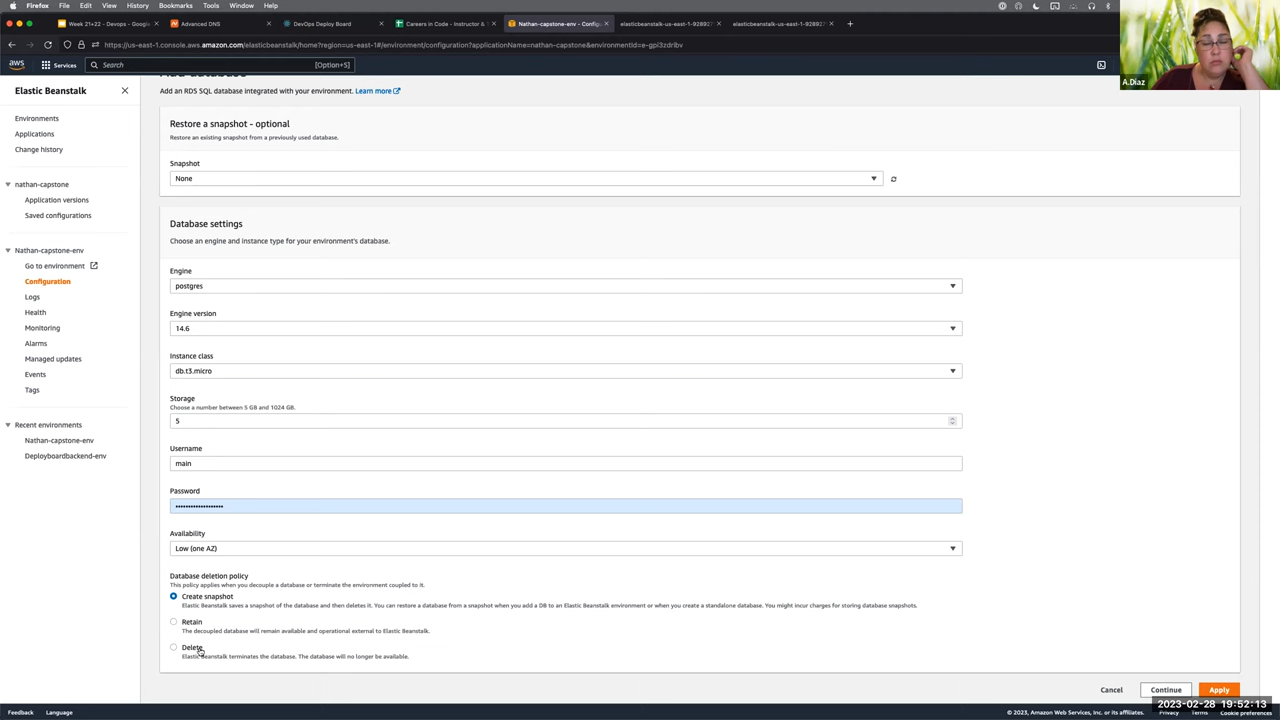 Firefox File Edit View History Bookmarks Tools Window Help
Week 21+22 - Devops - Google
Advanced DNS
DevOps Deploy Board
Careers in Code - Instructor &
Nathan-capstone-env - Config
elasticbeanstalk-us-east-1-92892
elasticbeanstalk-us-east-1-92892
https://us-east-1.console.aws.amazon.com/elasticbeanstalk/home?region=us-east-1#/environment/configuration?applicationName=nathan-capstone&environmentId=e-gpi3zdribv
aws Services Search [Option+S]
A.Diaz
Elastic Beanstalk
Environments
Applications
Change history
nathan-capstone
Application versions
Saved configurations
Nathan-capstone-env
Go to environment
Configuration
Logs
Health
Monitoring
Alarms
Managed updates
Events
Tags
Recent environments
Nathan-capstone-env
Deployboardbackend-env
Add an RDS SQL database integrated with your environment. Learn more
Restore a snapshot - optional
Restore an existing snapshot from a previously used database.
Snapshot
None
Database settings
Choose an engine and instance type for your environment's database.
Engine
postgres
Engine version
14.6
Instance class
db.t3.micro
Storage
Choose a number between 5 GB and 1024 GB.
5
Username
main
Password
Availability
Low (one AZ)
Database deletion policy
This policy applies when you decouple a database or terminate the environment coupled to it.
Create snapshot
Elastic Beanstalk saves a snapshot of the database and then deletes it. You can restore a database from a snapshot when you add a DB to an Elastic Beanstalk environment or when you create a standalone database. You might incur charges for storing database snapshots.
Retain
The decoupled database will remain available and operational external to Elastic Beanstalk.
Delete
Elastic Beanstalk terminates the database. The database will no longer be available.
Cancel Continue Apply
2023-02-28 19:52:13
Feedback Language © 2023, Amazon Web Services, Inc. or its affiliates. Privacy Terms Cookie preferences